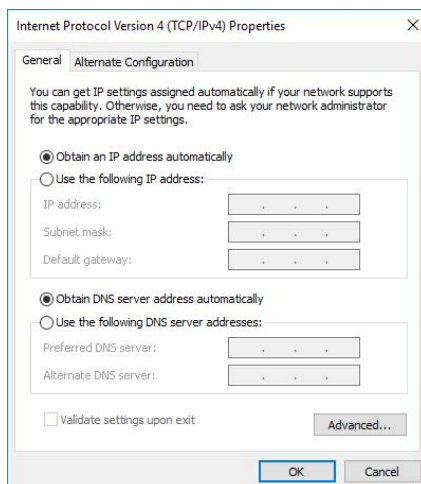 Internet Protocol Version 4 (TCP/IPv4) Properties
General
Alternate Configuration
You can get IP settings assigned automatically if your network supports
this capability. Otherwise, you need to ask your network administrator
for the appropriate IP settings.
Obtain an IP address automatically
Use the following IP address:
IP address:
Subnet mask:
Default gateway:
Obtain DNS server address automatically
Use the following DNS server addresses:
Preferred DNS server:
Alternate DNS server:
Validate settings upon exit
Advanced...
OK
Cancel